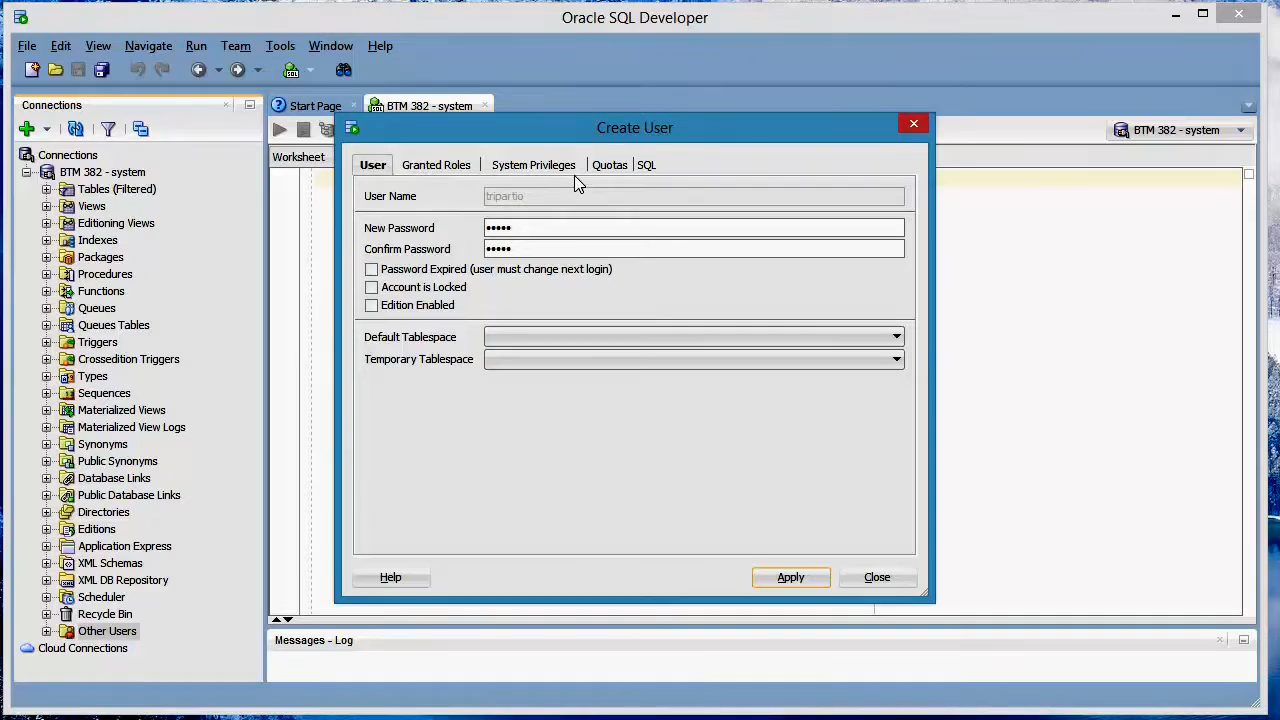 Oracle SQL Developer
File Edit View Navigate Run Team Tools Window Help
Connections
Start Page
BTM 382 - system
BTM 382 - system
Worksheet
Connections
BTM 382 - system
Tables (Filtered)
Views
Editioning Views
Indexes
Packages
Procedures
Functions
Queues
Queues Tables
Triggers
Crossedition Triggers
Types
Sequences
Materialized Views
Materialized View Logs
Synonyms
Public Synonyms
Database Links
Public Database Links
Directories
Editions
Application Express
XML Schemas
XML DB Repository
Scheduler
Recycle Bin
Other Users
Cloud Connections
Create User
User Granted Roles System Privileges Quotas SQL
User Name tripartio
New Password •••••
Confirm Password •••••
Password Expired (user must change next login)
Account is Locked
Edition Enabled
Default Tablespace
Temporary Tablespace
Help Apply Close
Messages - Log